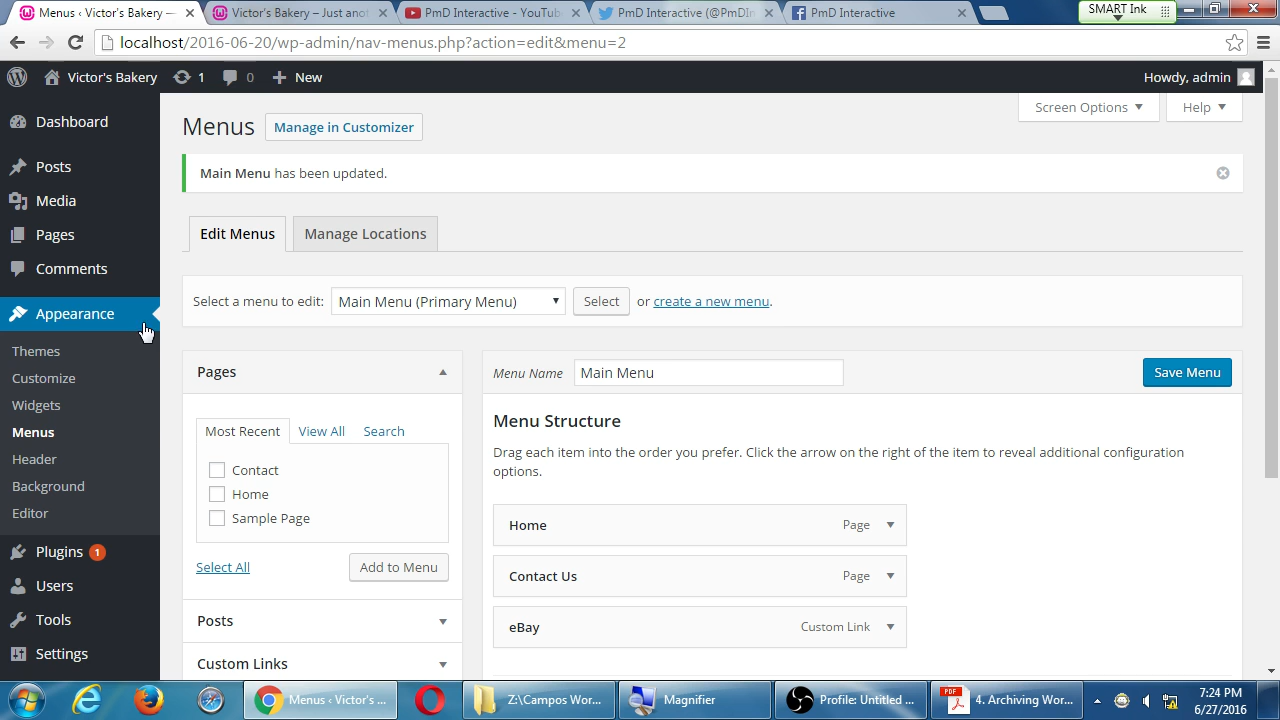 Menus ‹ Victor's Bakery —
Victor's Bakery – Just anot
PmD Interactive - YouTub
PmD Interactive (@PmDIn
PmD Interactive
SMART Ink
localhost/2016-06-20/wp-admin/nav-menus.php?action=edit&menu=2
Victor's Bakery
1
0
New
Howdy, admin
Screen Options
Help
Dashboard
Posts
Media
Pages
Comments
Appearance
Themes
Customize
Widgets
Menus
Header
Background
Editor
Plugins 1
Users
Tools
Settings
Menus
Manage in Customizer
Main Menu has been updated.
Edit Menus
Manage Locations
Select a menu to edit:
Main Menu (Primary Menu)
Select
or create a new menu.
Pages
Most Recent
View All
Search
Contact
Home
Sample Page
Select All
Add to Menu
Posts
Custom Links
Menu Name
Main Menu
Save Menu
Menu Structure
Drag each item into the order you prefer. Click the arrow on the right of the item to reveal additional configuration
options.
Home
Page
Contact Us
Page
eBay
Custom Link
Menus ‹ Victor's ...
Z:\Campos Wor...
Magnifier
Profile: Untitled ...
PDF
4. Archiving Wor...
7:24 PM
6/27/2016